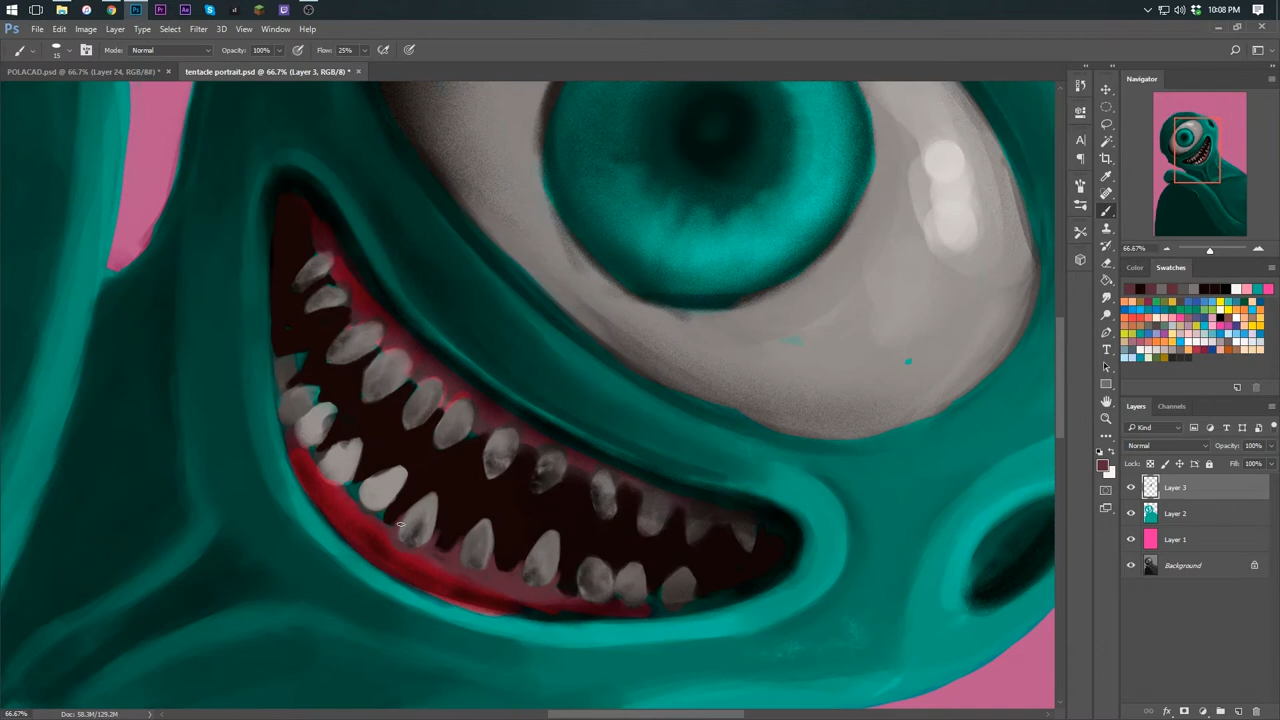 10:08 PM
Ps File Edit Image Layer Type Select Filter 3D View Window Help
15 Mode: Normal Opacity: 100% Flow: 25%
POLACAD.psd @ 66.7% (Layer 24, RGB/8#) * × tentacle portrait.psd @ 66.7% (Layer 3, RGB/8) * ×
Navigator
66.67%
Color Swatches
Layers Channels
Kind
Normal Opacity: 100%
Lock: Fill: 100%
Layer 3
Layer 2
Layer 1
Background
66.67% Doc: 58.3M/129.2M